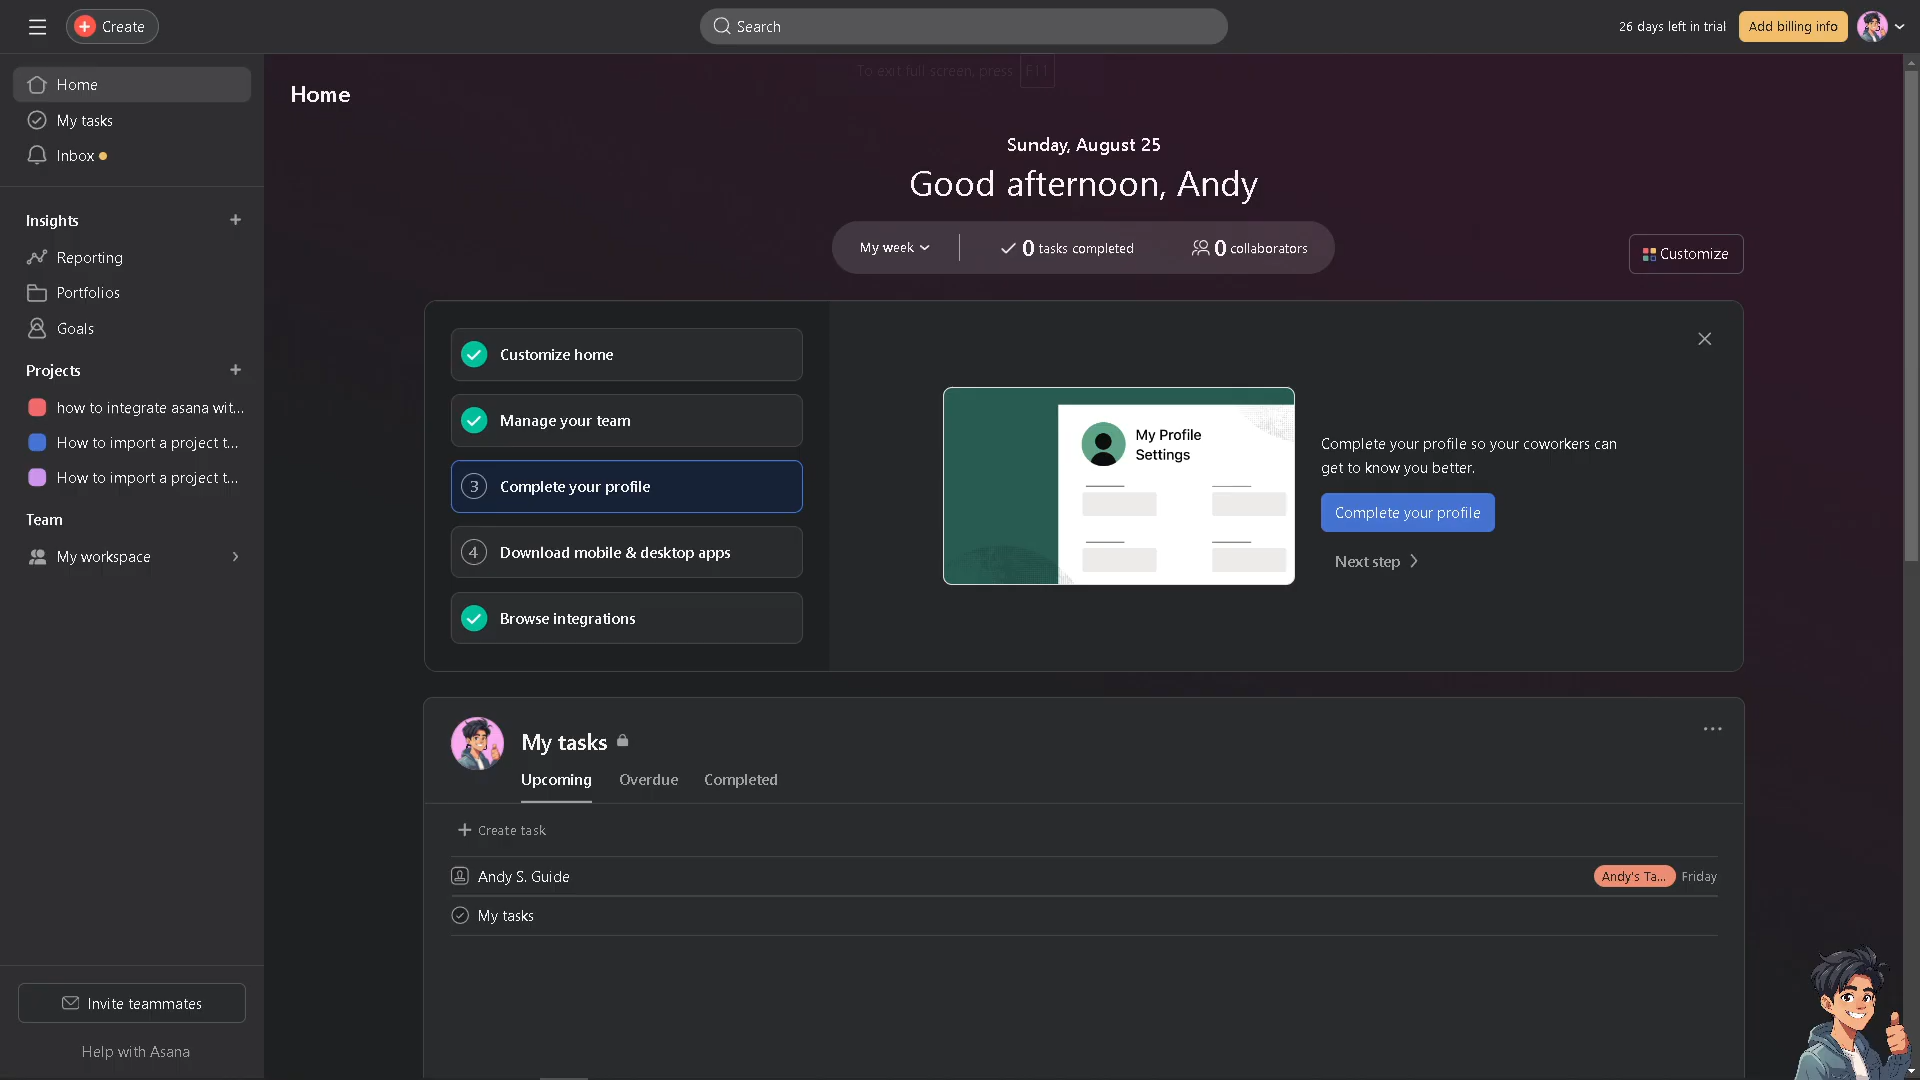 Create
Search
26 days left in trial
Add billing info
Home
My tasks
Inbox
Insights
Reporting
Portfolios
Goals
Projects
how to integrate asana wit...
How to import a project t...
How to import a project t...
Team
My workspace
Invite teammates
Help with Asana
To exit full screen, press F11
Home
Sunday, August 25
Good afternoon, Andy
My week
0 tasks completed
0 collaborators
Customize
Customize home
Manage your team
3 Complete your profile
4 Download mobile & desktop apps
Browse integrations
My Profile
Settings
Complete your profile so your coworkers can
get to know you better.
Complete your profile
Next step
My tasks
Upcoming
Overdue
Completed
Create task
Andy S. Guide
Andy's Ta...
Friday
My tasks